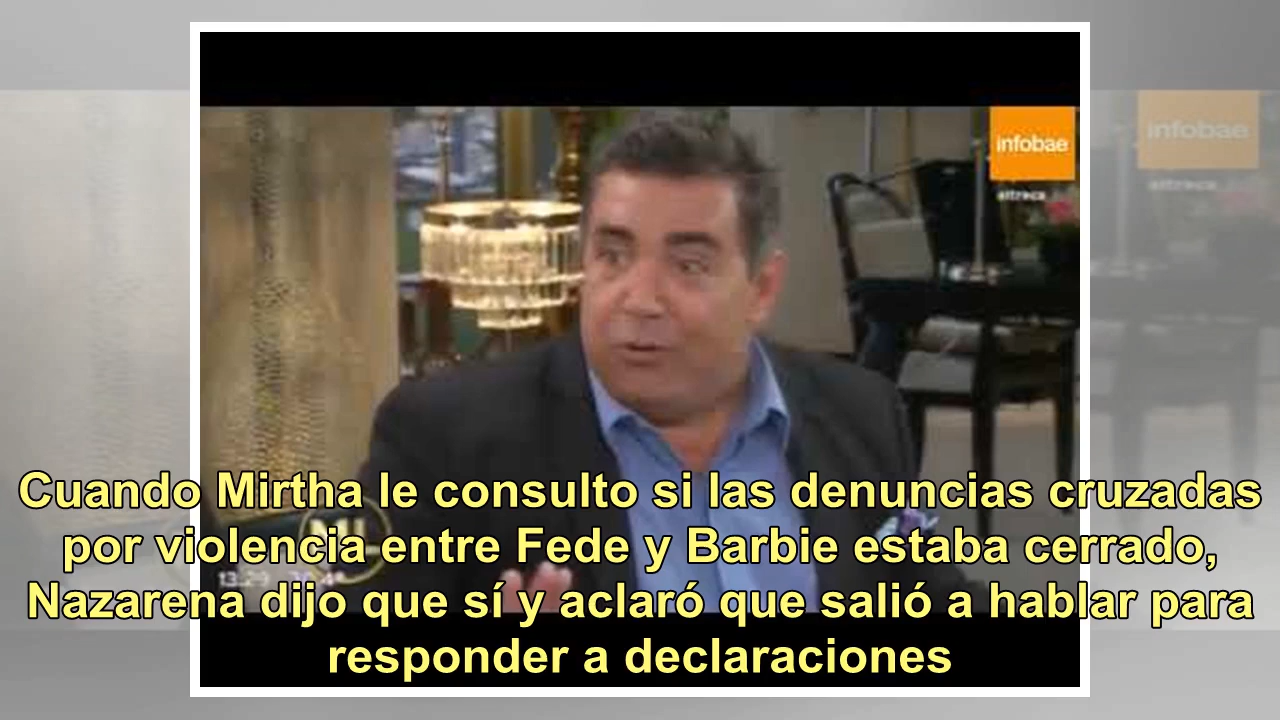 infobae
infobae
eltrece
eltrece
Cuando Mirtha le consulto si las denuncias cruzadas
por violencia entre Fede y Barbie estaba cerrado,
Nazarena dijo que sí y aclaró que salió a hablar para
responder a declaraciones